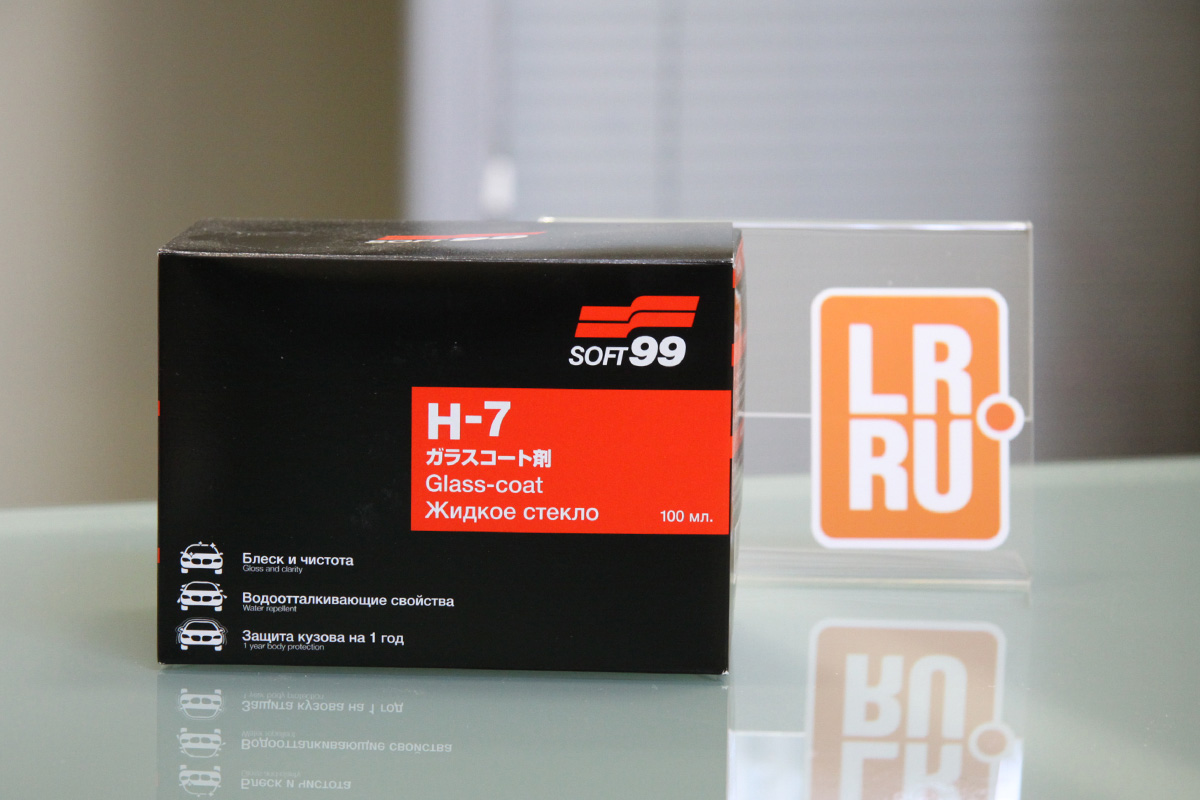 SOFT99
H-7
ガラスコート剤
Glass-coat
Жидкое стекло
100 мл.
Блеск и чистота
Gloss and clarity
Водоотталкивающие свойства
Water repellent
Защита кузова на 1 год
1 year body protection
LR
RU